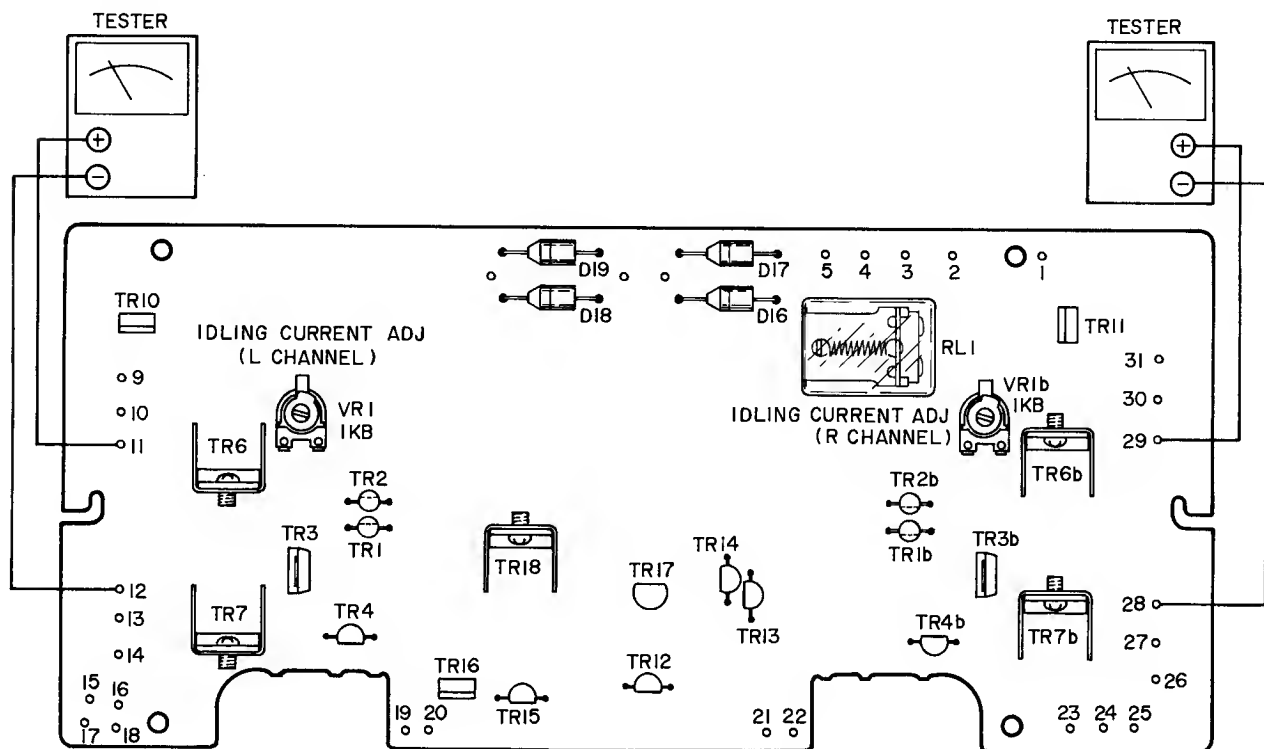 TESTER
TESTER
+
−
+
−
D19
D17
D18
D16
5 4 3 2 1
TR10
IDLING CURRENT ADJ
(L CHANNEL)
VR1
1KB
RL1
TR11
9
10
11
31
30
29
IDLING CURRENT ADJ
(R CHANNEL)
VR1b
1KB
TR6
TR6b
TR2
TR1
TR2b
TR1b
TR3
TR18
TR17
TR14
TR13
TR3b
12
13
14
TR7
TR4
TR4b
TR7b
28
27
26
15 16
17 18
TR16
TR15
TR12
19 20
21 22
23 24 25